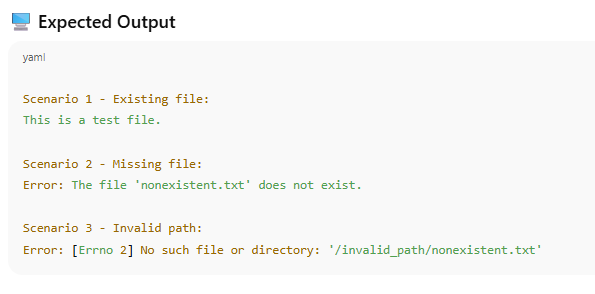 Expected Output
yaml
Scenario 1 - Existing file:
This is a test file.
Scenario 2 - Missing file:
Error: The file 'nonexistent.txt' does not exist.
Scenario 3 - Invalid path:
Error: [Errno 2] No such file or directory: '/invalid_path/nonexistent.txt'